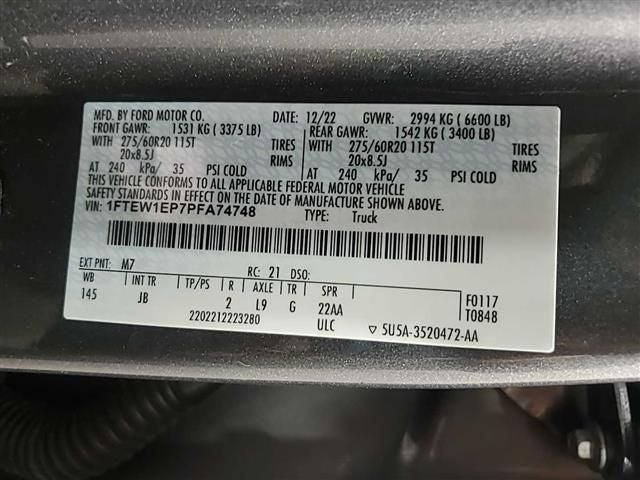 MFD. BY FORD MOTOR CO. DATE: 12/22 GVWR: 2994 KG ( 6600 LB)
FRONT GAWR: 1531 KG ( 3375 LB) REAR GAWR: 1542 KG ( 3400 LB)
WITH 275/60R20 115T TIRES WITH 275/60R20 115T TIRES
20x8.5J RIMS 20x8.5J RIMS
AT 240 kPa/ 35 PSI COLD AT 240 kPa/ 35 PSI COLD
THIS VEHICLE CONFORMS TO ALL APPLICABLE FEDERAL MOTOR VEHICLE
SAFETY STANDARDS IN EFFECT ON THE DATE OF MANUFACTURE SHOWN ABOVE.
VIN: 1FTEW1EP7PFA74748 TYPE: Truck
EXT PNT: M7 RC: 21 DSO:
WB INT TR TP/PS R AXLE TR SPR F0117
145 JB 2 L9 G 22AA T0848
2202212223280 ULC ▽ 5U5A-3520472-AA